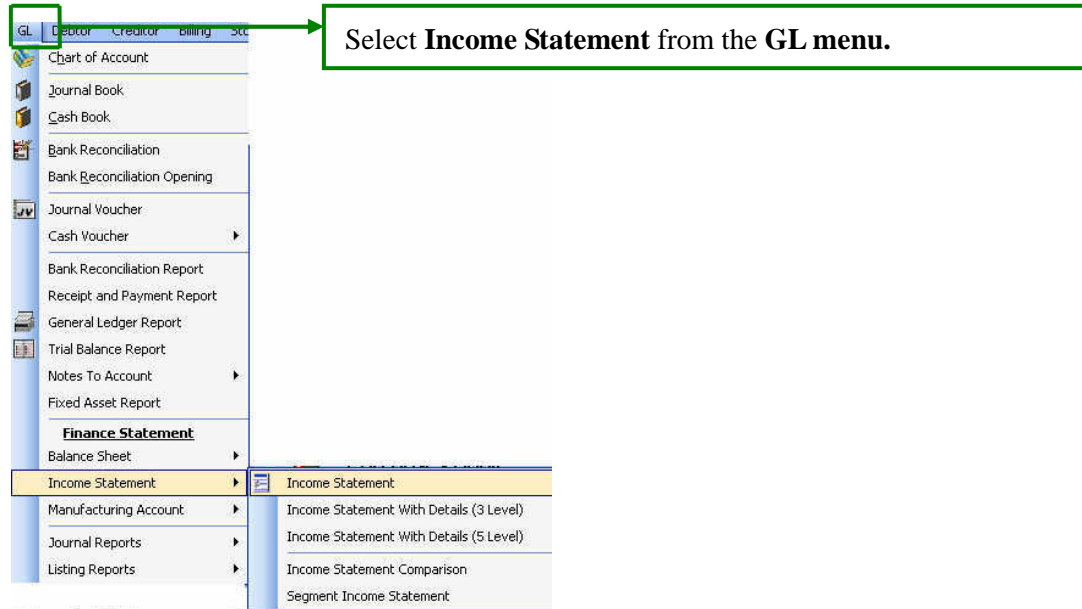 GL Debtor Creditor Billing
Select Income Statement from the GL menu.
Chart of Account
Journal Book
Cash Book
Bank Reconciliation
Bank Reconciliation Opening
JV Journal Voucher
Cash Voucher
Bank Reconciliation Report
Receipt and Payment Report
General Ledger Report
Trial Balance Report
Notes To Account
Fixed Asset Report
Finance Statement
Balance Sheet
Income Statement
Income Statement
Manufacturing Account
Income Statement With Details (3 Level)
Income Statement With Details (5 Level)
Journal Reports
Listing Reports
Income Statement Comparison
Segment Income Statement